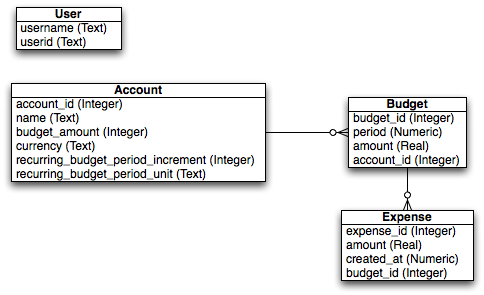 User
username (Text)
userid (Text)
Account
account_id (Integer)
name (Text)
budget_amount (Integer)
currency (Text)
recurring_budget_period_increment (Integer)
recurring_budget_period_unit (Text)
Budget
budget_id (Integer)
period (Numeric)
amount (Real)
account_id (Integer)
Expense
expense_id (Integer)
amount (Real)
created_at (Numeric)
budget_id (Integer)